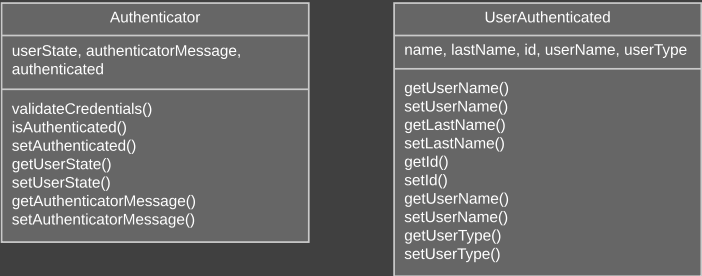 Authenticator
userState, authenticatorMessage,
authenticated
validateCredentials()
isAuthenticated()
setAuthenticated()
getUserState()
setUserState()
getAuthenticatorMessage()
setAuthenticatorMessage()
UserAuthenticated
name, lastName, id, userName, userType
getUserName()
setUserName()
getLastName()
setLastName()
getId()
setId()
getUserName()
setUserName()
getUserType()
setUserType()